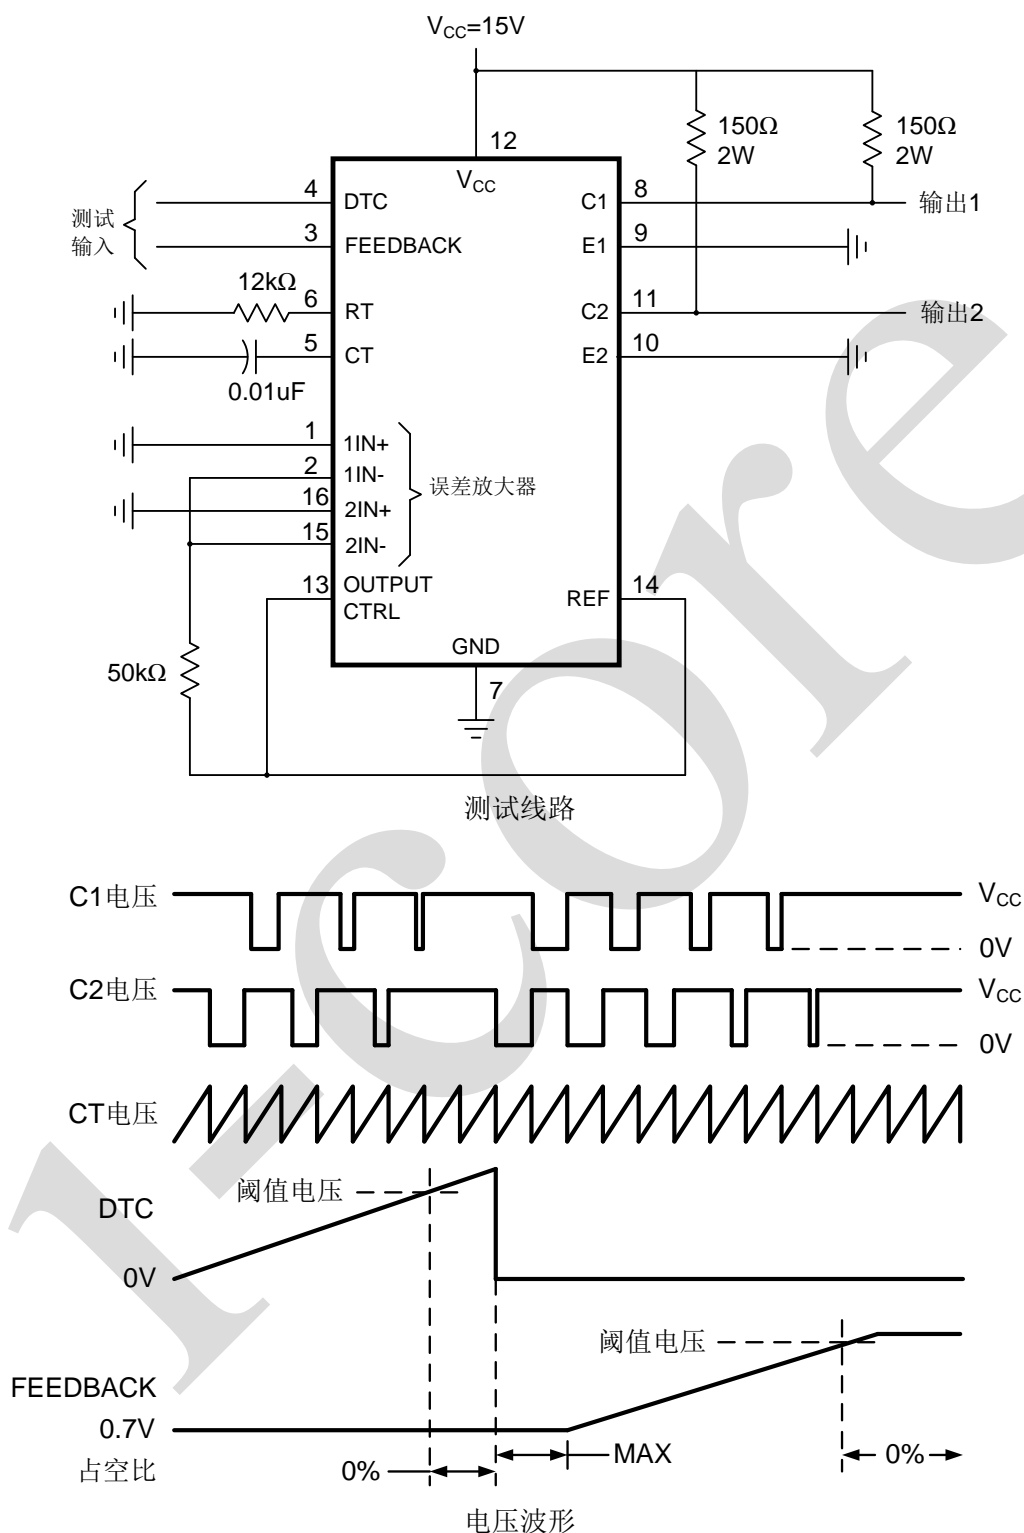 V_CC=15V
150Ω
2W
150Ω
2W
12
V_CC
测试
输入
4
DTC
C1
8
输出1
3
FEEDBACK
E1
9
12kΩ
6
RT
C2
11
输出2
5
CT
E2
10
0.01uF
1
1IN+
2
1IN-
误差放大器
16
2IN+
15
2IN-
13
OUTPUT
CTRL
REF
14
GND
50kΩ
7
测试线路
C1电压
V_CC
0V
C2电压
V_CC
0V
CT电压
阈值电压
DTC
0V
阈值电压
FEEDBACK
0.7V
MAX
占空比
0%
0%
电压波形
i-core